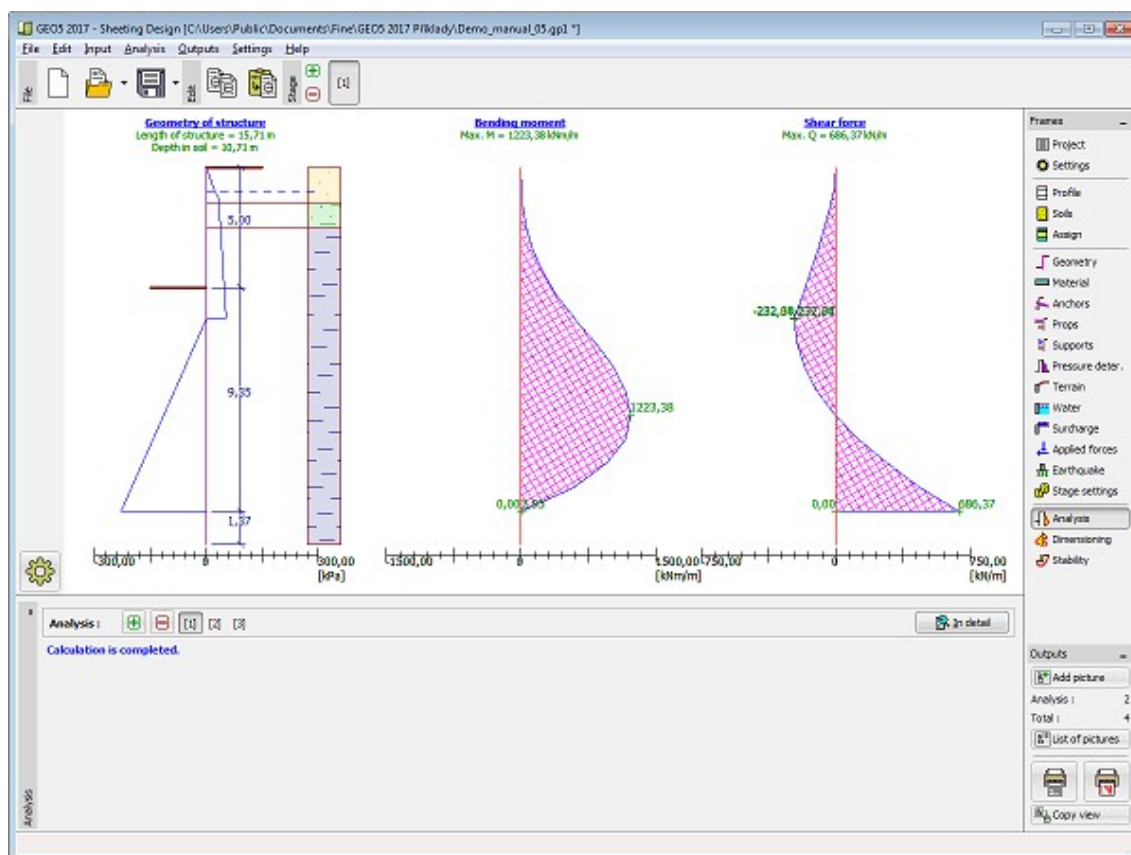 GEO5 2017 - Sheeting Design [C:\Users\Public\Documents\Fine\GEO5 2017 Příklady\Demo_manual_05.gp1 *]
File Edit Input Analysis Outputs Settings Help
File
Edit
Stage
[1]
Geometry of structure
Length of structure = 15,71 m
Depth in soil = 10,71 m
5,00
9,35
1,37
-300,00 0 300,00
[kPa]
Bending moment
Max. M = 1223,38 kNm/m
1223,38
0,00
-1500,00 0 1500,00
[kNm/m]
Shear force
Max. Q = 686,37 kN/m
0,00
686,37
-750,00 0 750,00
[kN/m]
Frames
Project
Settings
Profile
Soils
Assign
Geometry
Material
Anchors
Props
Supports
Pressure deter.
Terrain
Water
Surcharge
Applied forces
Earthquake
Stage settings
Analysis
Dimensioning
Stability
Analysis : [1] [2] [3]
In detail
Calculation is completed.
Analysis
Outputs
Add picture
Analysis : 2
Total : 4
List of pictures
Copy view